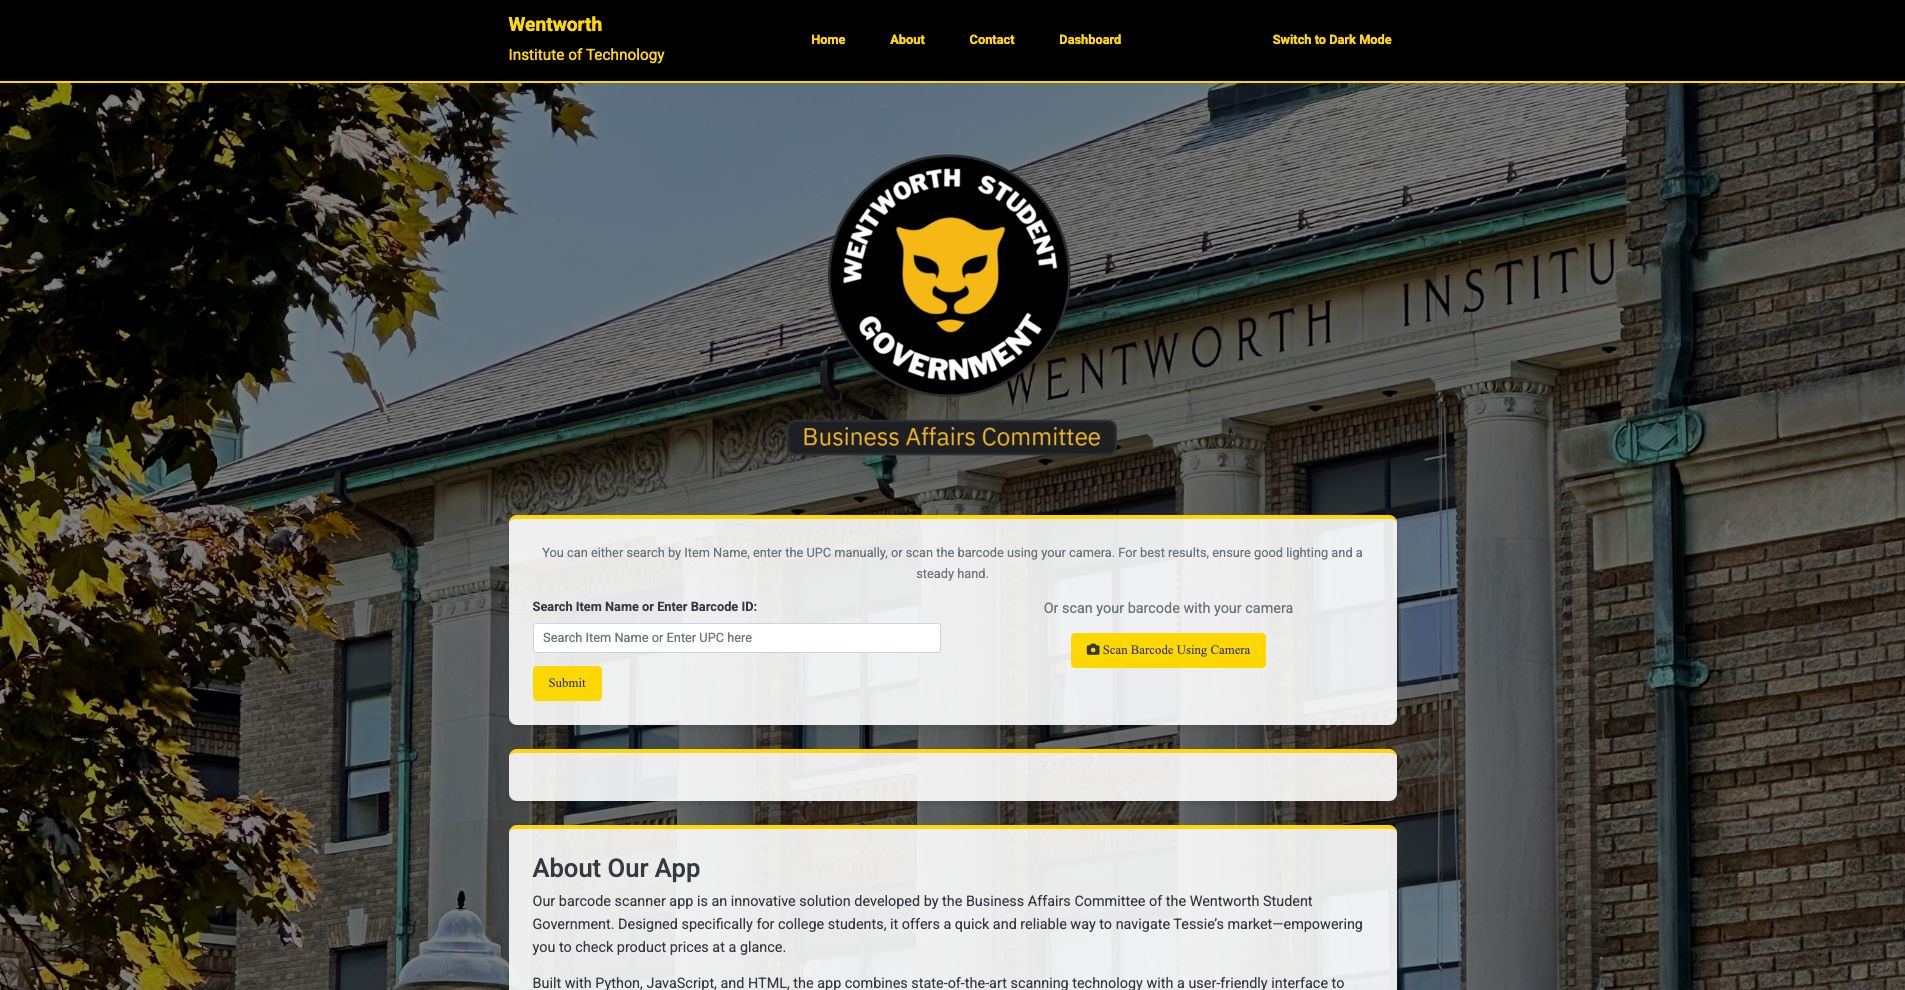 Wentworth
Institute of Technology
Home
About
Contact
Dashboard
Switch to Dark Mode
WENTWORTH STUDENT
GOVERNMENT
WENTWORTH INSTITU
Business Affairs Committee
You can either search by Item Name, enter the UPC manually, or scan the barcode using your camera. For best results, ensure good lighting and a
steady hand.
Search Item Name or Enter Barcode ID:
Search Item Name or Enter UPC here
Submit
Or scan your barcode with your camera
Scan Barcode Using Camera
About Our App
Our barcode scanner app is an innovative solution developed by the Business Affairs Committee of the Wentworth Student
Government. Designed specifically for college students, it offers a quick and reliable way to navigate Tessie’s market—empowering
you to check product prices at a glance.
Built with Python, JavaScript, and HTML, the app combines state-of-the-art scanning technology with a user-friendly interface to